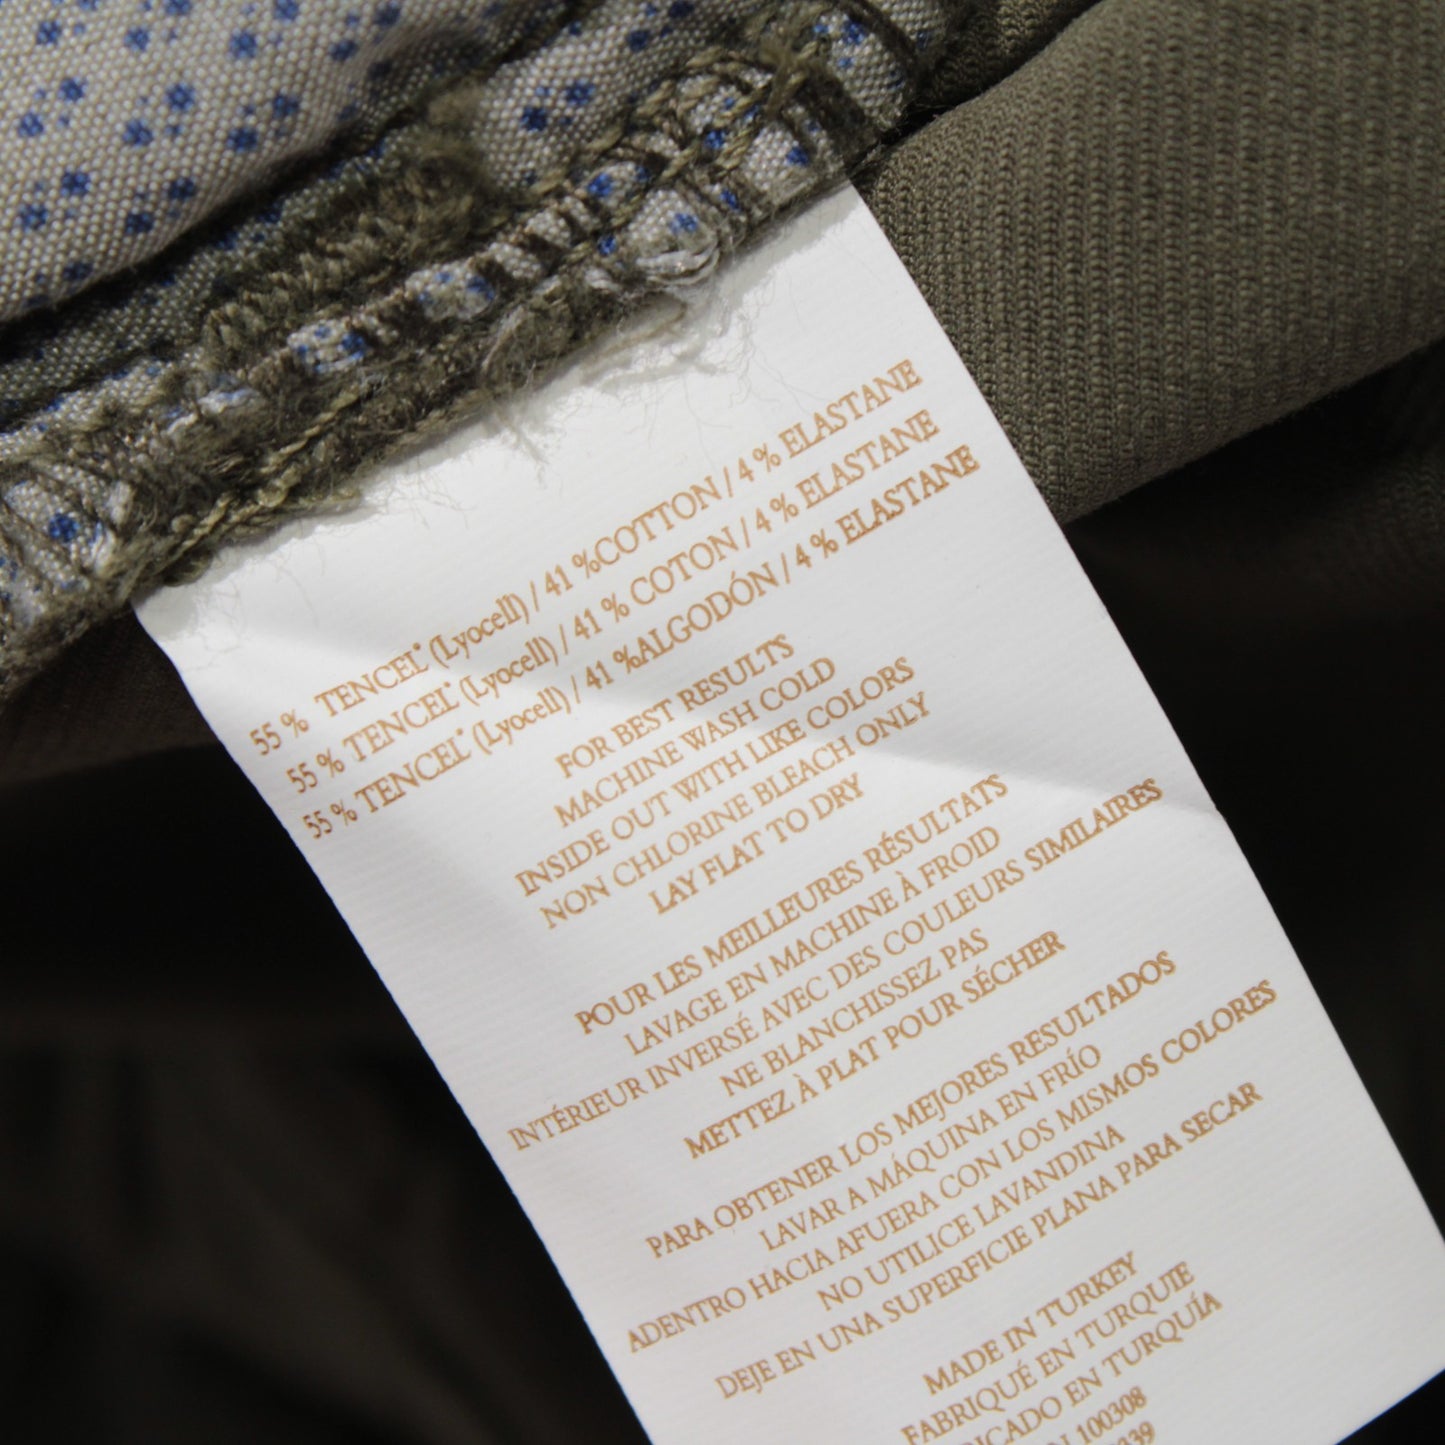 55 % TENCEL® (Lyocell) / 41 %COTTON / 4 % ELASTANE
55 % TENCEL® (Lyocell) / 41 % COTON / 4 % ELASTANE
55 % TENCEL® (Lyocell) / 41 %ALGODÓN / 4 % ELASTANE
FOR BEST RESULTS
MACHINE WASH COLD
INSIDE OUT WITH LIKE COLORS
NON CHLORINE BLEACH ONLY
LAY FLAT TO DRY
POUR LES MEILLEURES RÉSULTATS
LAVAGE EN MACHINE À FROID
INTÉRIEUR INVERSÉ AVEC DES COULEURS SIMILAIRES
NE BLANCHISSEZ PAS
METTEZ À PLAT POUR SÉCHER
PARA OBTENER LOS MEJORES RESULTADOS
LAVAR A MÁQUINA EN FRÍO
ADENTRO HACIA AFUERA CON LOS MISMOS COLORES
NO UTILICE LAVANDINA
DEJE EN UNA SUPERFICIE PLANA PARA SECAR
MADE IN TURKEY
FABRIQUÉ EN TURQUIE
EN TURQUÍA
100308